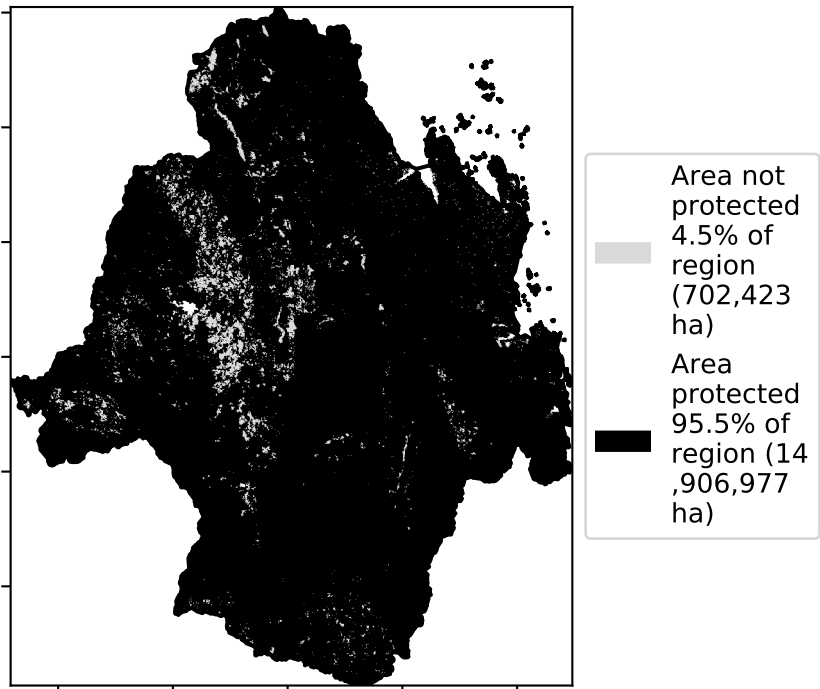 Area not
protected
4.5% of
region
(702,423
ha)
Area
protected
95.5% of
region (14
,906,977
ha)